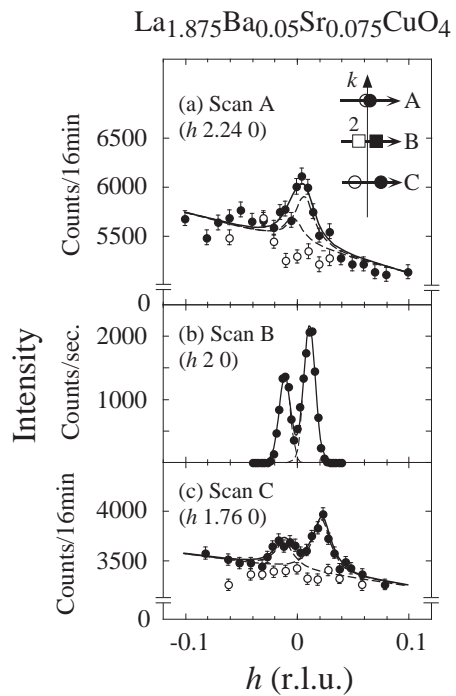 La1.875Ba0.05Sr0.075CuO4
(a) Scan A
(h 2.24 0)
k
A
2
B
C
6500
6000
5500
0
Counts/16min
(b) Scan B
(h 2 0)
2000
1000
Counts/sec.
Intensity
(c) Scan C
(h 1.76 0)
4000
3500
0
Counts/16min
-0.1
0
0.1
h (r.l.u.)